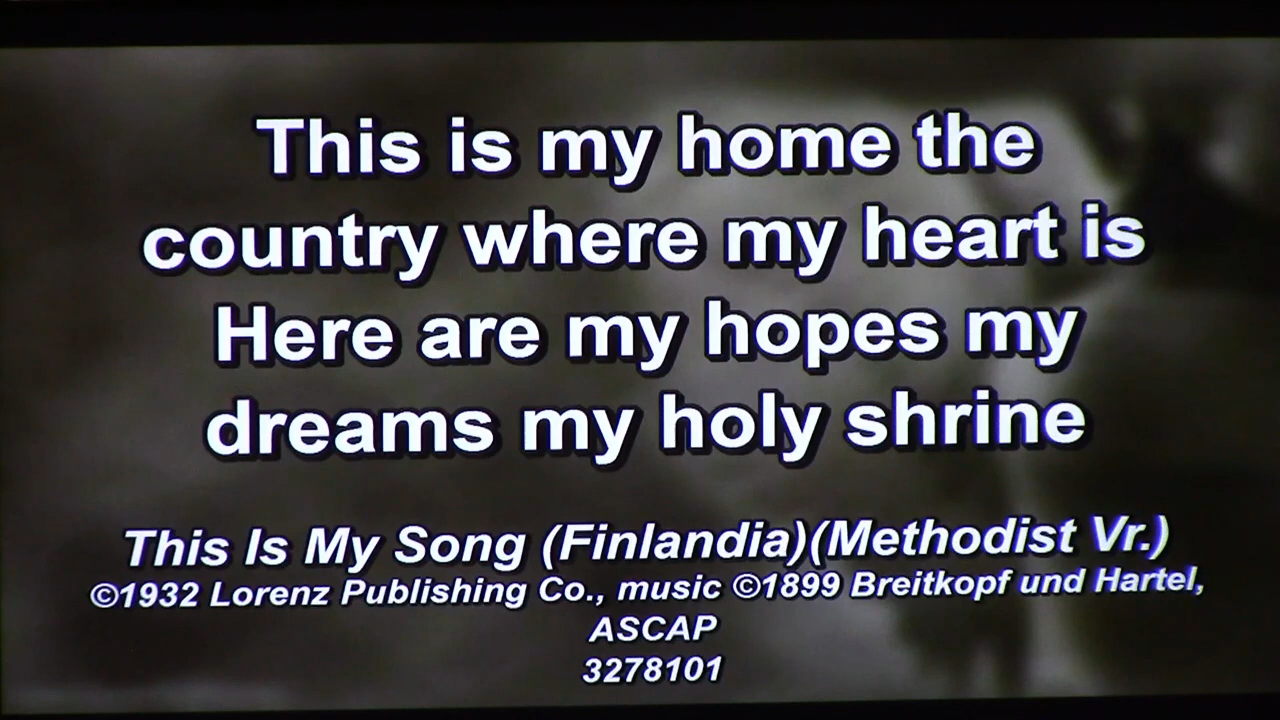 This is my home the
country where my heart is
Here are my hopes my
dreams my holy shrine
This Is My Song (Finlandia)(Methodist Vr.)
©1932 Lorenz Publishing Co., music ©1899 Breitkopf und Hartel,
ASCAP
3278101